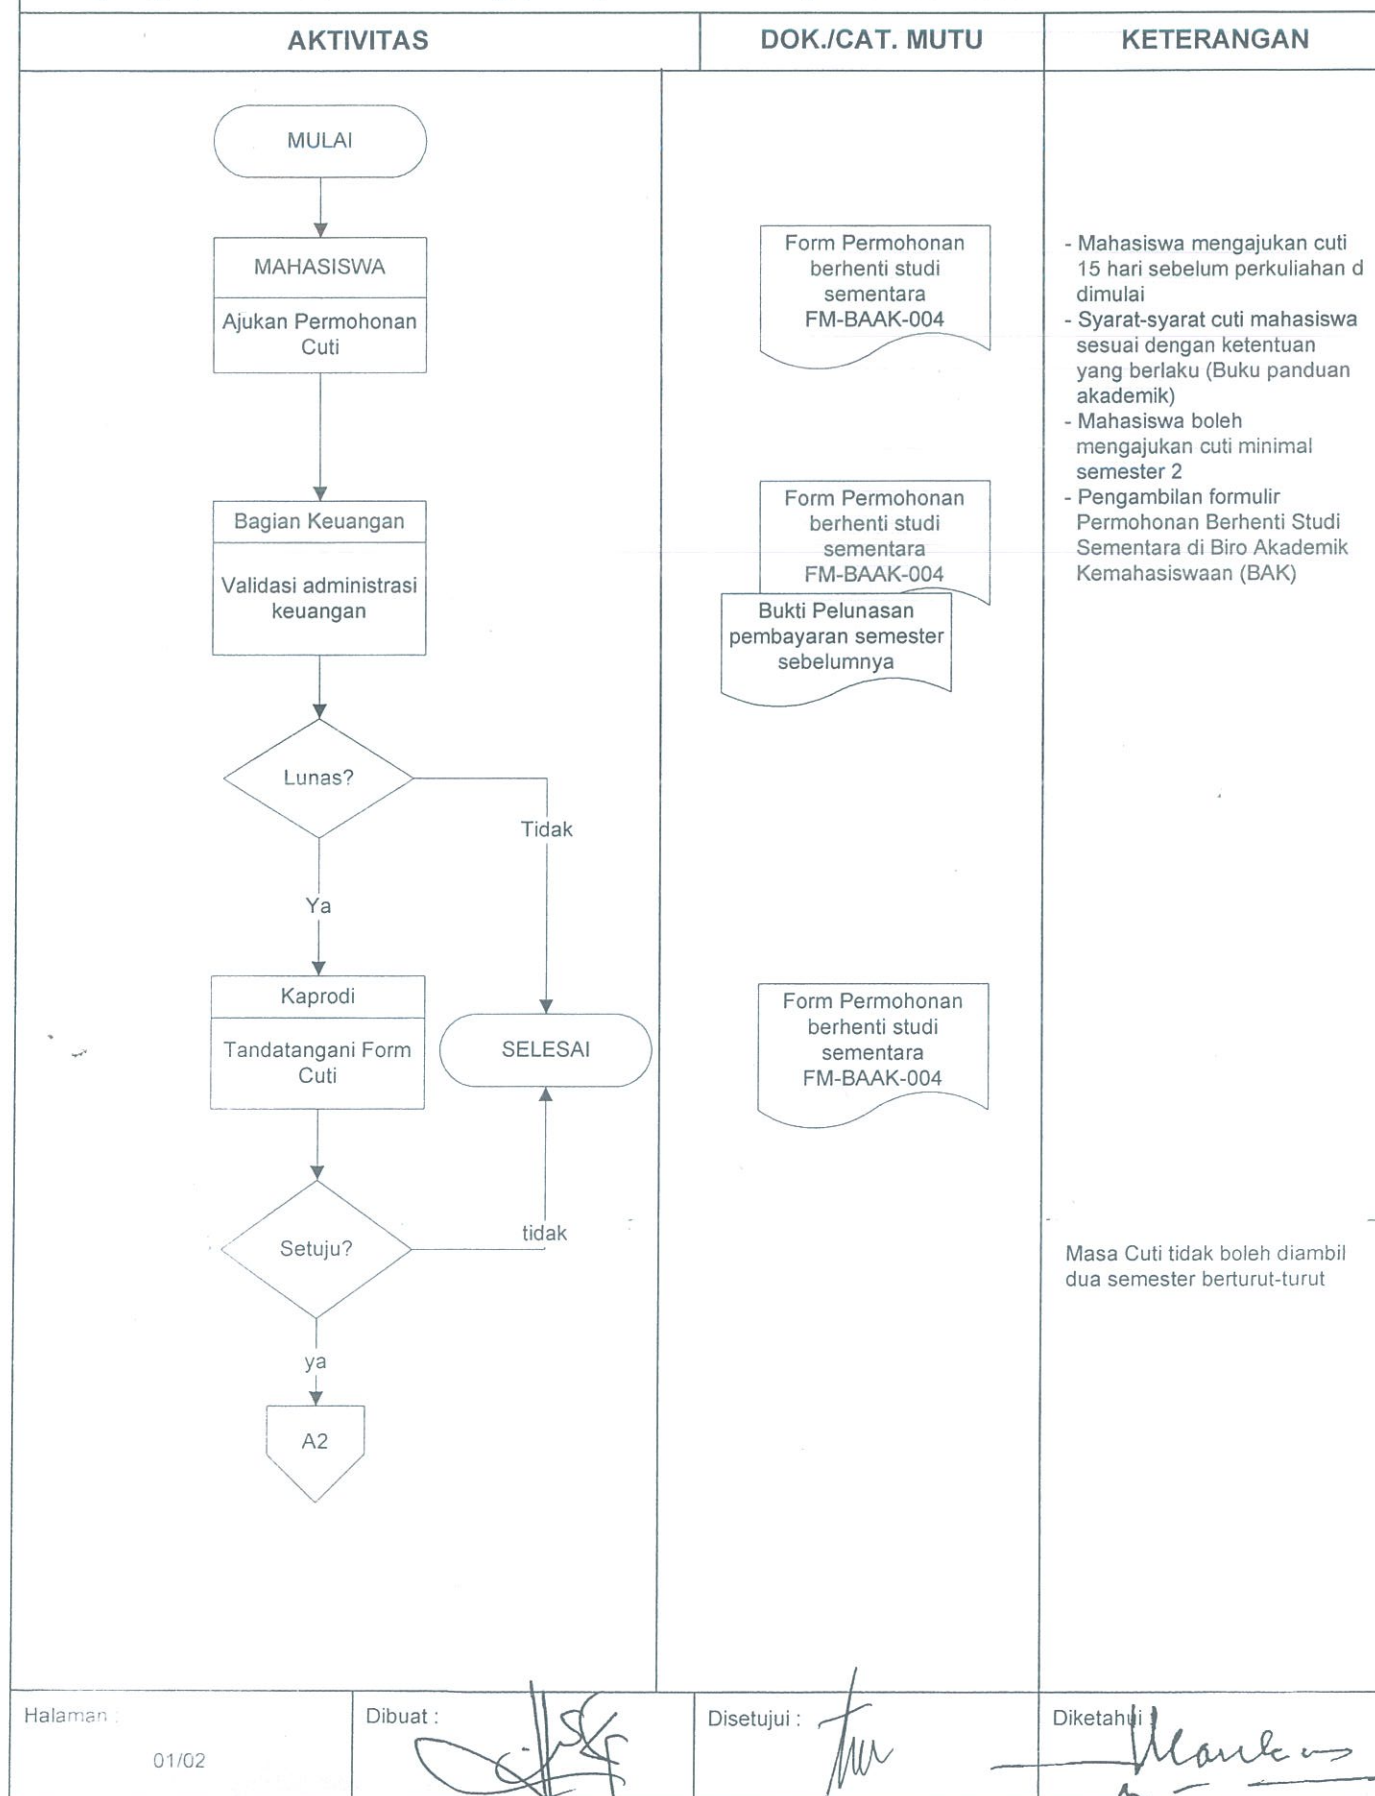 AKTIVITAS
DOK./CAT. MUTU
KETERANGAN
MULAI
MAHASISWA
Ajukan Permohonan
Cuti
Form Permohonan
berhenti studi
sementara
FM-BAAK-004
- Mahasiswa mengajukan cuti
15 hari sebelum perkuliahan d
dimulai
- Syarat-syarat cuti mahasiswa
sesuai dengan ketentuan
yang berlaku (Buku panduan
akademik)
- Mahasiswa boleh
mengajukan cuti minimal
semester 2
- Pengambilan formulir
Permohonan Berhenti Studi
Sementara di Biro Akademik
Kemahasiswaan (BAK)
Bagian Keuangan
Validasi administrasi
keuangan
Form Permohonan
berhenti studi
sementara
FM-BAAK-004
Bukti Pelunasan
pembayaran semester
sebelumnya
Lunas?
Tidak
Ya
Kaprodi
Tandatangani Form
Cuti
SELESAI
Form Permohonan
berhenti studi
sementara
FM-BAAK-004
Setuju?
tidak
ya
A2
Masa Cuti tidak boleh diambil
dua semester berturut-turut
Halaman :
01/02
Dibuat :
Disetujui :
Diketahui :